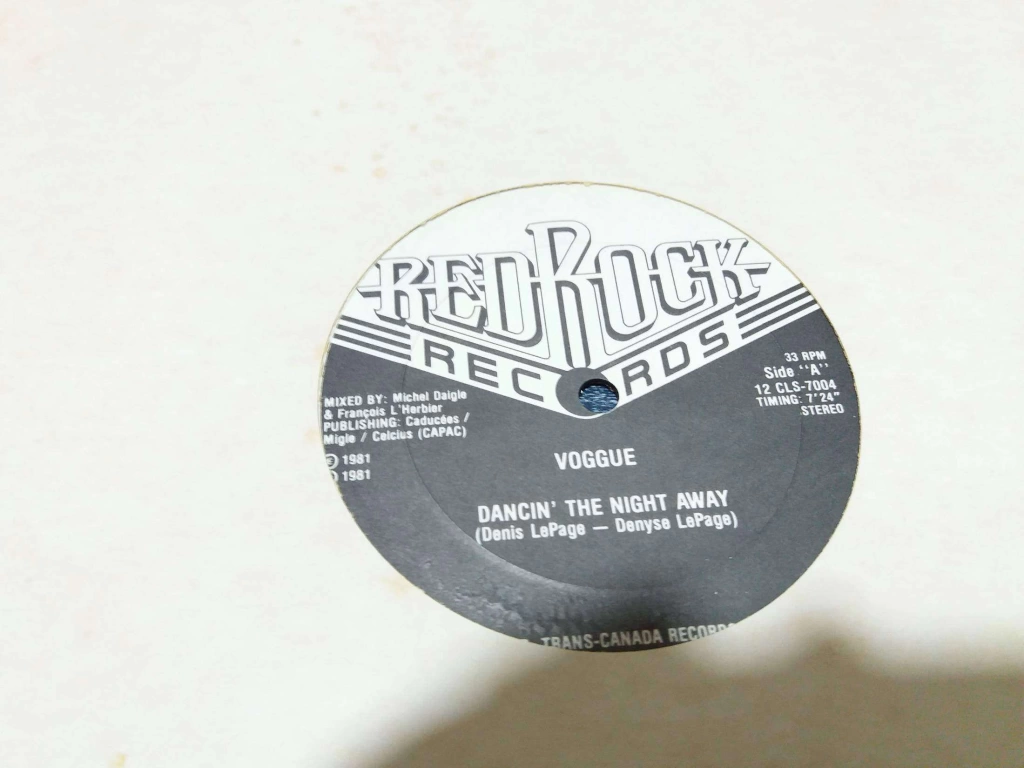 REDROCK
RECORDS
33 RPM
Side "A"
12 CLS-7004
TIMING: 7'24"
STEREO
MIXED BY: Michel Daigle
& François L'Herbier
PUBLISHING: Caducées /
Migle / Celcius (CAPAC)
1981
1981
VOGGUE
DANCIN' THE NIGHT AWAY
(Denis LePage — Denyse LePage)
TRANS-CANADA RECORDS